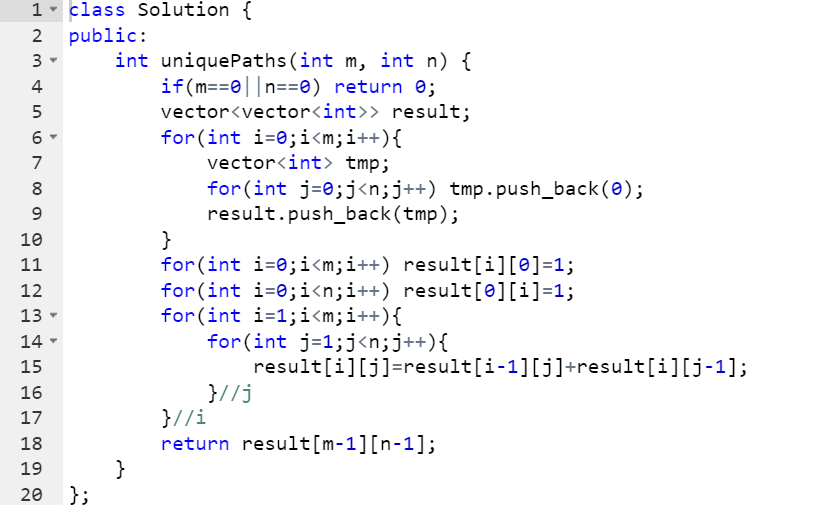 1 class Solution {
2 public:
3     int uniquePaths(int m, int n) {
4         if(m==0||n==0) return 0;
5         vector<vector<int>> result;
6         for(int i=0;i<m;i++){
7             vector<int> tmp;
8             for(int j=0;j<n;j++) tmp.push_back(0);
9             result.push_back(tmp);
10         }
11         for(int i=0;i<m;i++) result[i][0]=1;
12         for(int i=0;i<n;i++) result[0][i]=1;
13         for(int i=1;i<m;i++){
14             for(int j=1;j<n;j++){
15                 result[i][j]=result[i-1][j]+result[i][j-1];
16             }//j
17         }//i
18         return result[m-1][n-1];
19     }
20 };